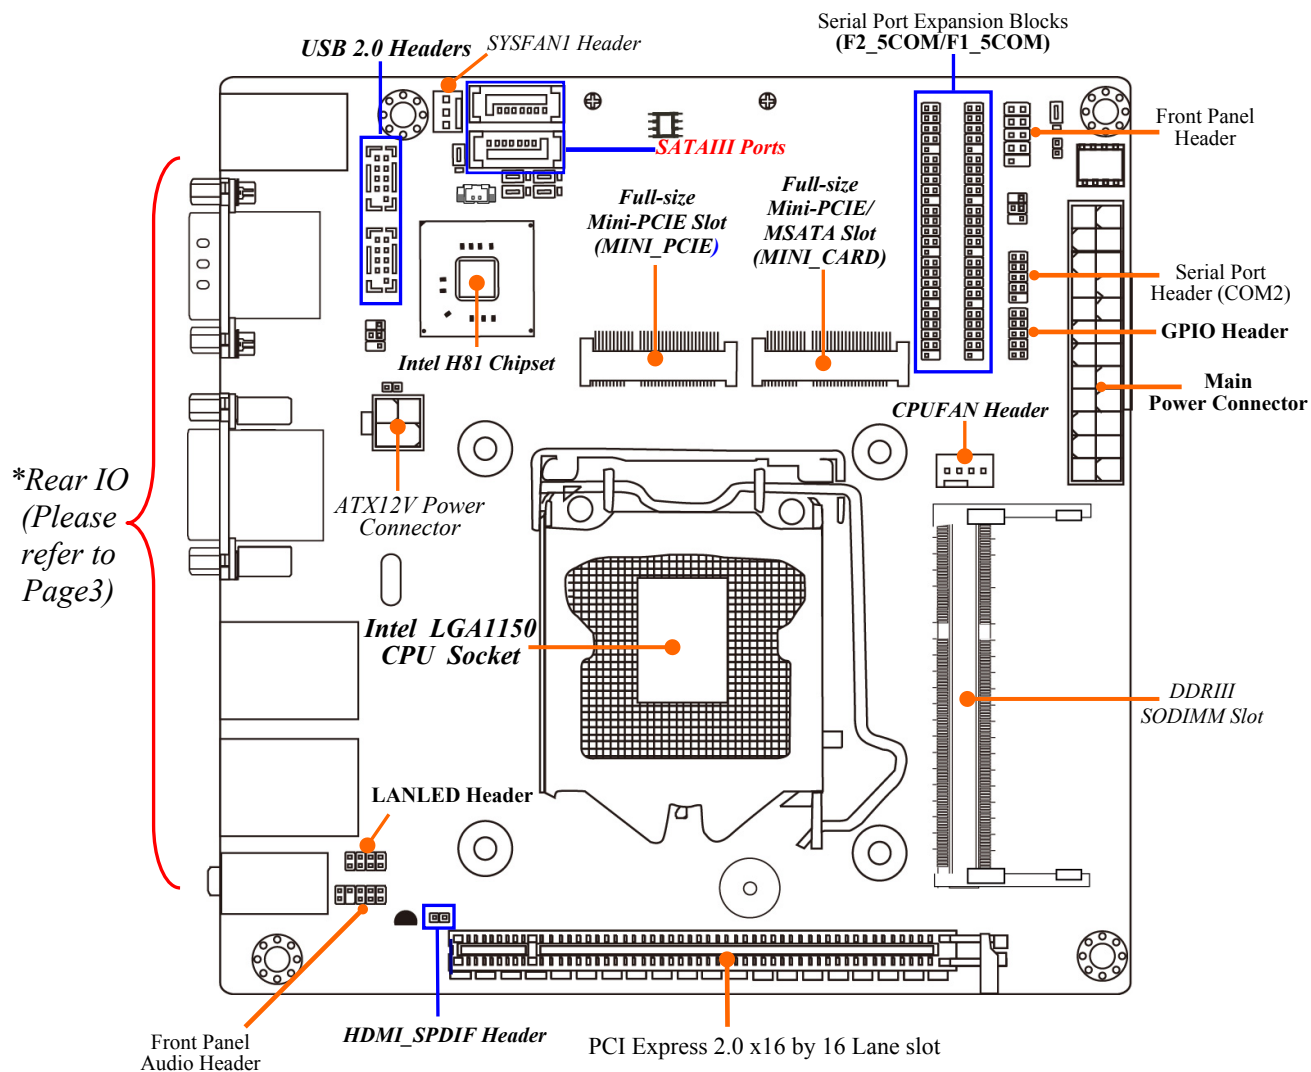 Serial Port Expansion Blocks
(F2_5COM/F1_5COM)
USB 2.0 Headers
SYSFAN1 Header
Front Panel
Header
SATAIII Ports
Full-size
Mini-PCIE Slot
(MINI_PCIE)
Full-size
Mini-PCIE/
MSATA Slot
(MINI_CARD)
Serial Port
Header (COM2)
GPIO Header
Intel H81 Chipset
Main
Power Connector
CPUFAN Header
*Rear IO
(Please
refer to
Page3)
ATX12V Power
Connector
Intel LGA1150
CPU Socket
DDRIII
SODIMM Slot
LANLED Header
Front Panel
Audio Header
HDMI_SPDIF Header
PCI Express 2.0 x16 by 16 Lane slot